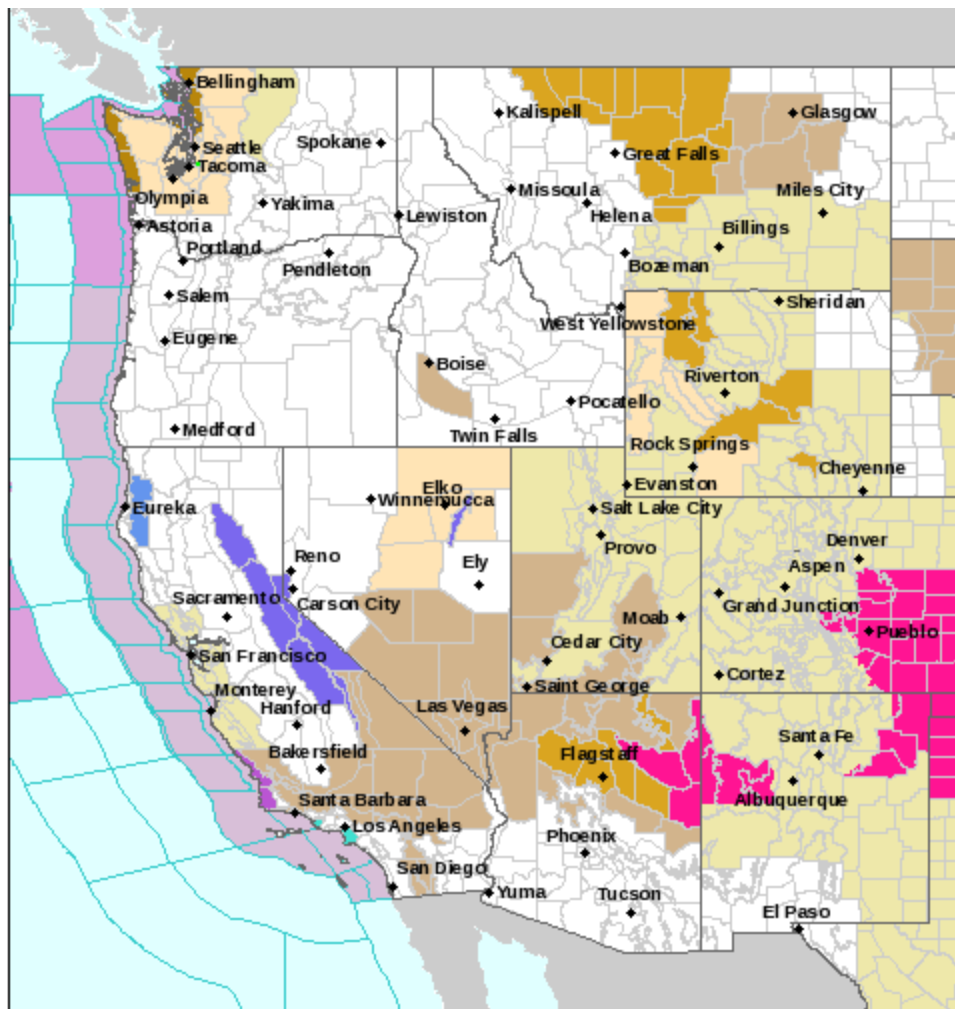 Bellingham
Kalispell
Glasgow
Seattle
Spokane
Great Falls
Tacoma
Missoula
Miles City
Olympia
Yakima
Lewiston
Helena
Astoria
Billings
Portland
Pendleton
Bozeman
Salem
Sheridan
West Yellowstone
Eugene
Boise
Riverton
Pocatello
Medford
Twin Falls
Rock Springs
Cheyenne
Elko
Evanston
Winnemucca
Eureka
Salt Lake City
Denver
Reno
Provo
Ely
Aspen
Sacramento
Carson City
Grand Junction
Moab
Pueblo
Cedar City
San Francisco
Cortez
Saint George
Monterey
Hanford
Las Vegas
Santa Fe
Bakersfield
Flagstaff
Santa Barbara
Albuquerque
Los Angeles
Phoenix
San Diego
Yuma
Tucson
El Paso